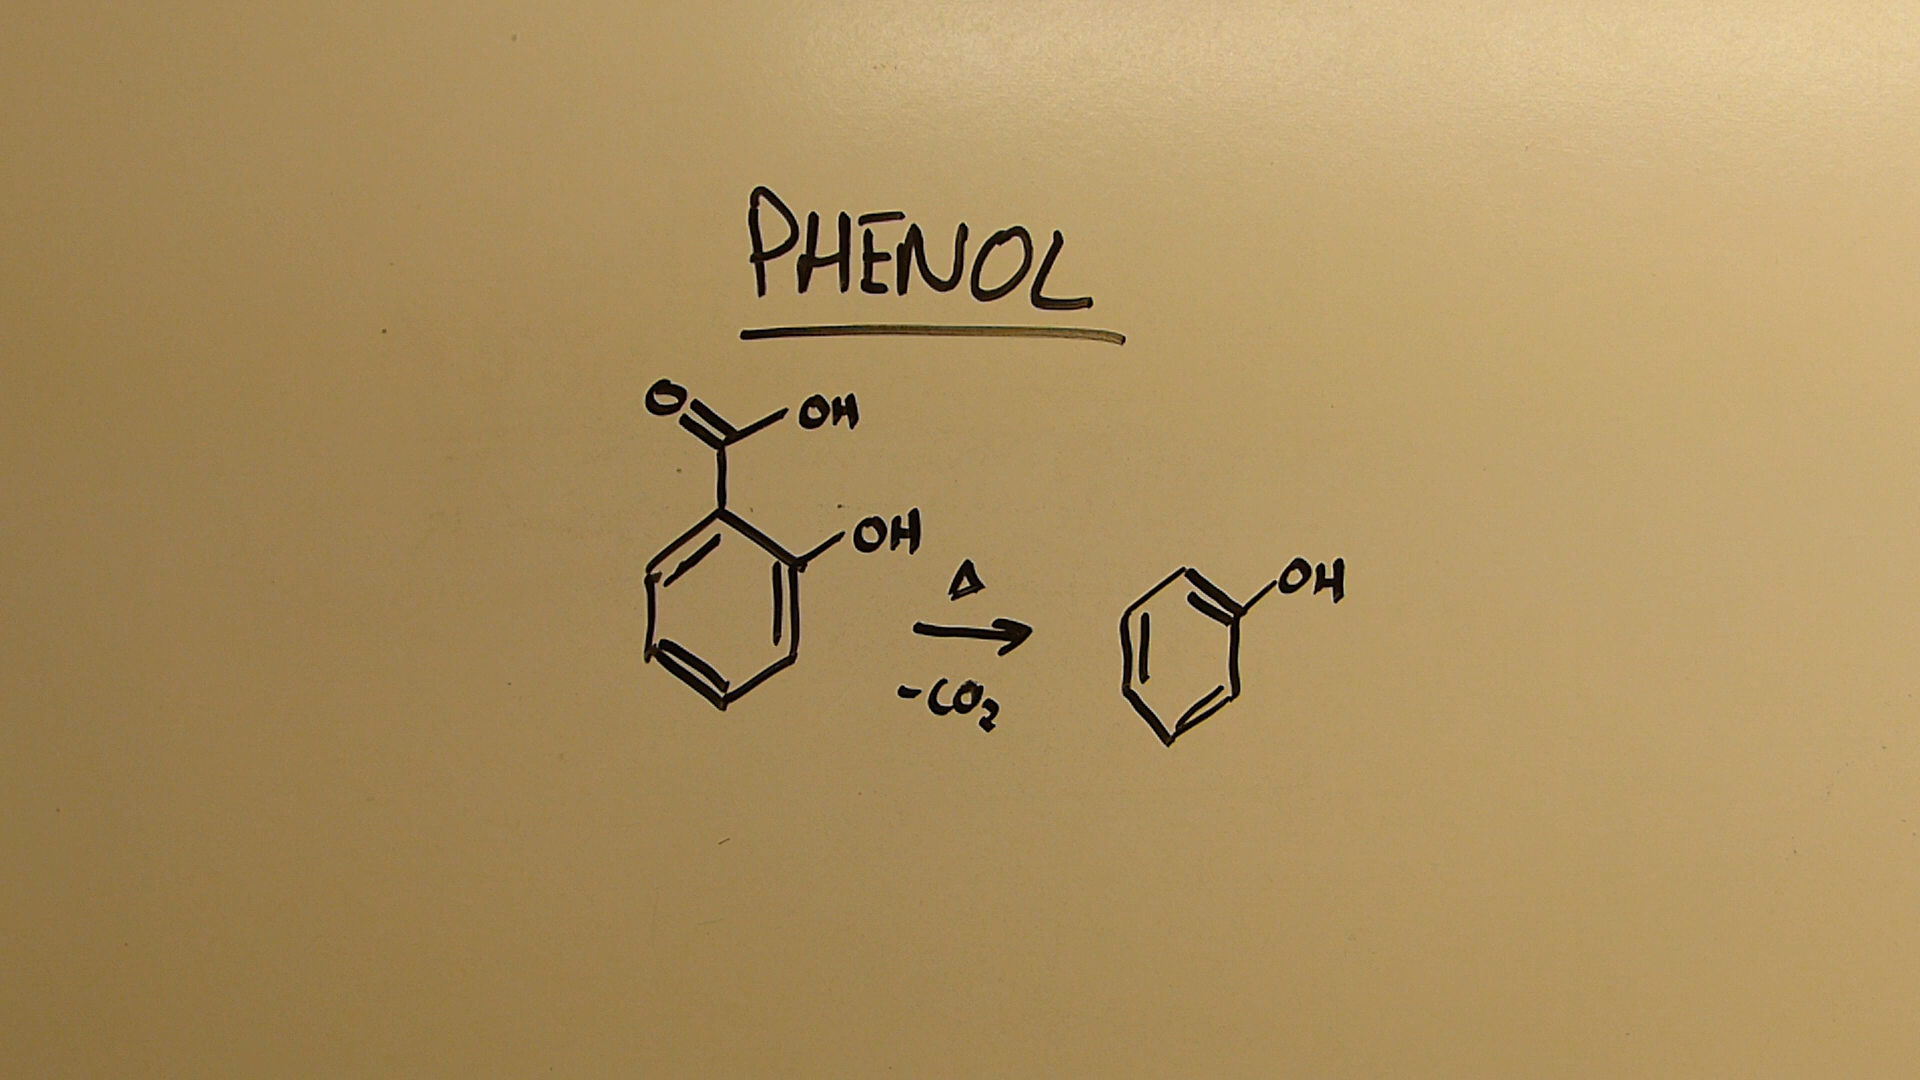 PHENOL
O OH
OH
Δ
-CO₂
OH